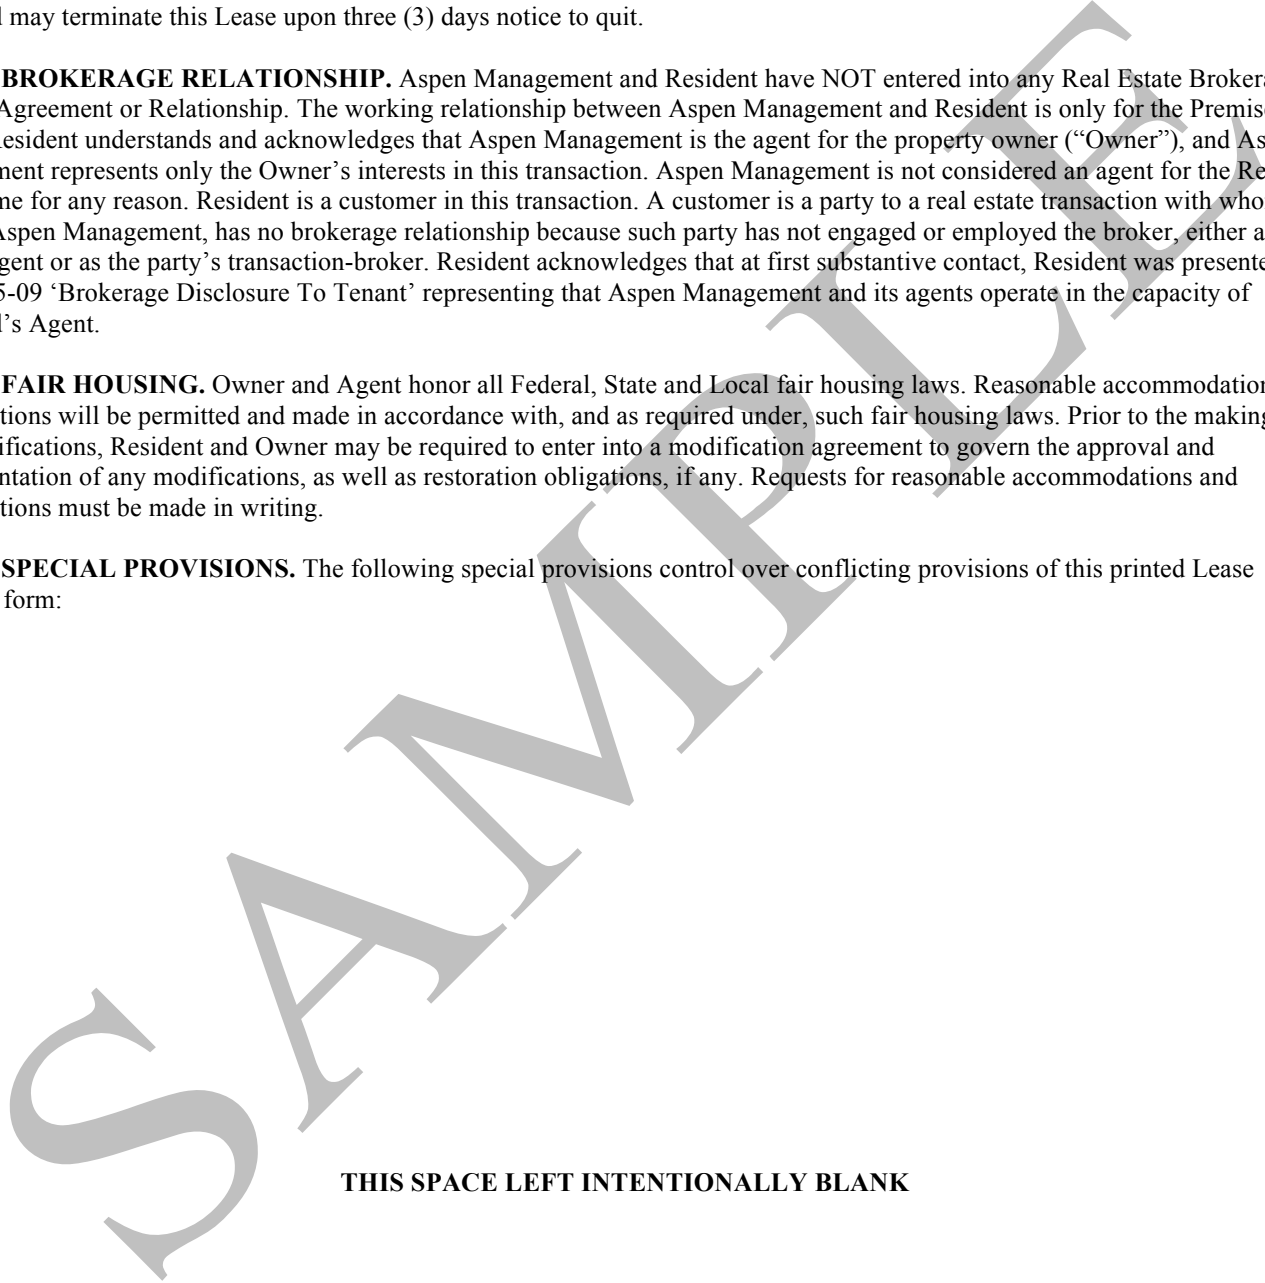 d may terminate this Lease upon three (3) days notice to quit.
BROKERAGE RELATIONSHIP. Aspen Management and Resident have NOT entered into any Real Estate Brokera
Agreement or Relationship. The working relationship between Aspen Management and Resident is only for the Premise
Resident understands and acknowledges that Aspen Management is the agent for the property owner (“Owner”), and As
ment represents only the Owner’s interests in this transaction. Aspen Management is not considered an agent for the Re
me for any reason. Resident is a customer in this transaction. A customer is a party to a real estate transaction with who
Aspen Management, has no brokerage relationship because such party has not engaged or employed the broker, either a
gent or as the party’s transaction-broker. Resident acknowledges that at first substantive contact, Resident was presente
5-09 ‘Brokerage Disclosure To Tenant’ representing that Aspen Management and its agents operate in the capacity of
d’s Agent.
FAIR HOUSING. Owner and Agent honor all Federal, State and Local fair housing laws. Reasonable accommodation
tions will be permitted and made in accordance with, and as required under, such fair housing laws. Prior to the making
ifications, Resident and Owner may be required to enter into a modification agreement to govern the approval and
ntation of any modifications, as well as restoration obligations, if any. Requests for reasonable accommodations and
tions must be made in writing.
SPECIAL PROVISIONS. The following special provisions control over conflicting provisions of this printed Lease
form:
SAMPLE
THIS SPACE LEFT INTENTIONALLY BLANK